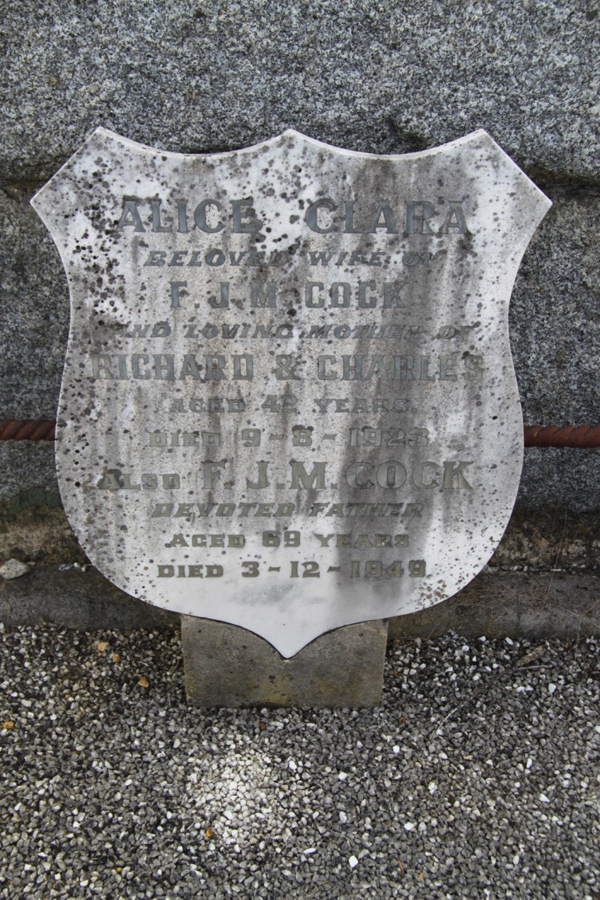 ALICE CLARA
BELOVED WIFE OF
F. J. M. COCK
AND LOVING MOTHER OF
RICHARD & CHARLES
AGED 42 YEARS.
DIED 9-8-1923
ALSO F. J. M. COCK
DEVOTED FATHER
AGED 69 YEARS
DIED 3-12-1949